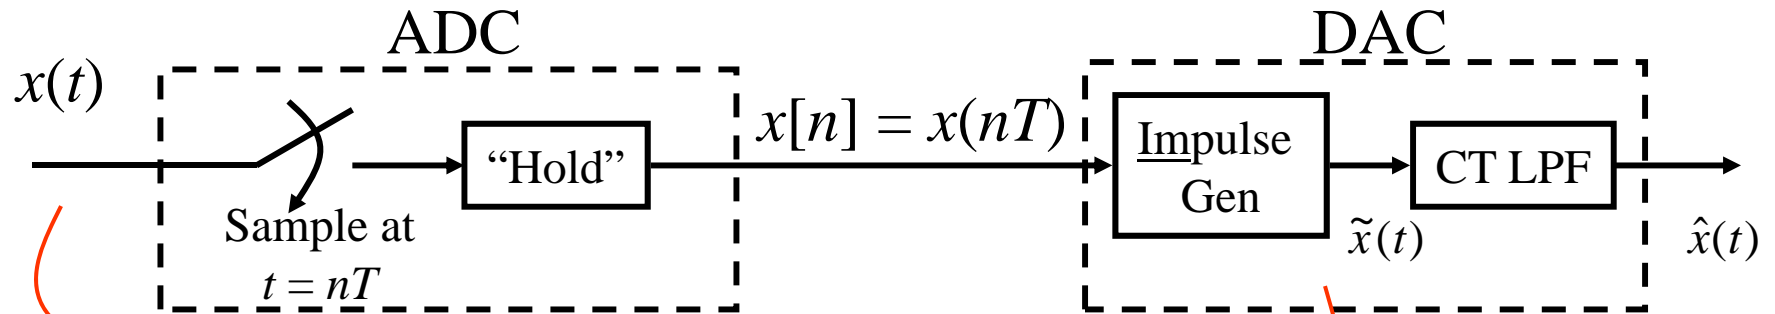 ADC
DAC
x(t)
x[n] = x(nT)
"Hold"
Impulse
Gen
CT LPF
Sample at
t = nT
x̃(t)
x̂(t)